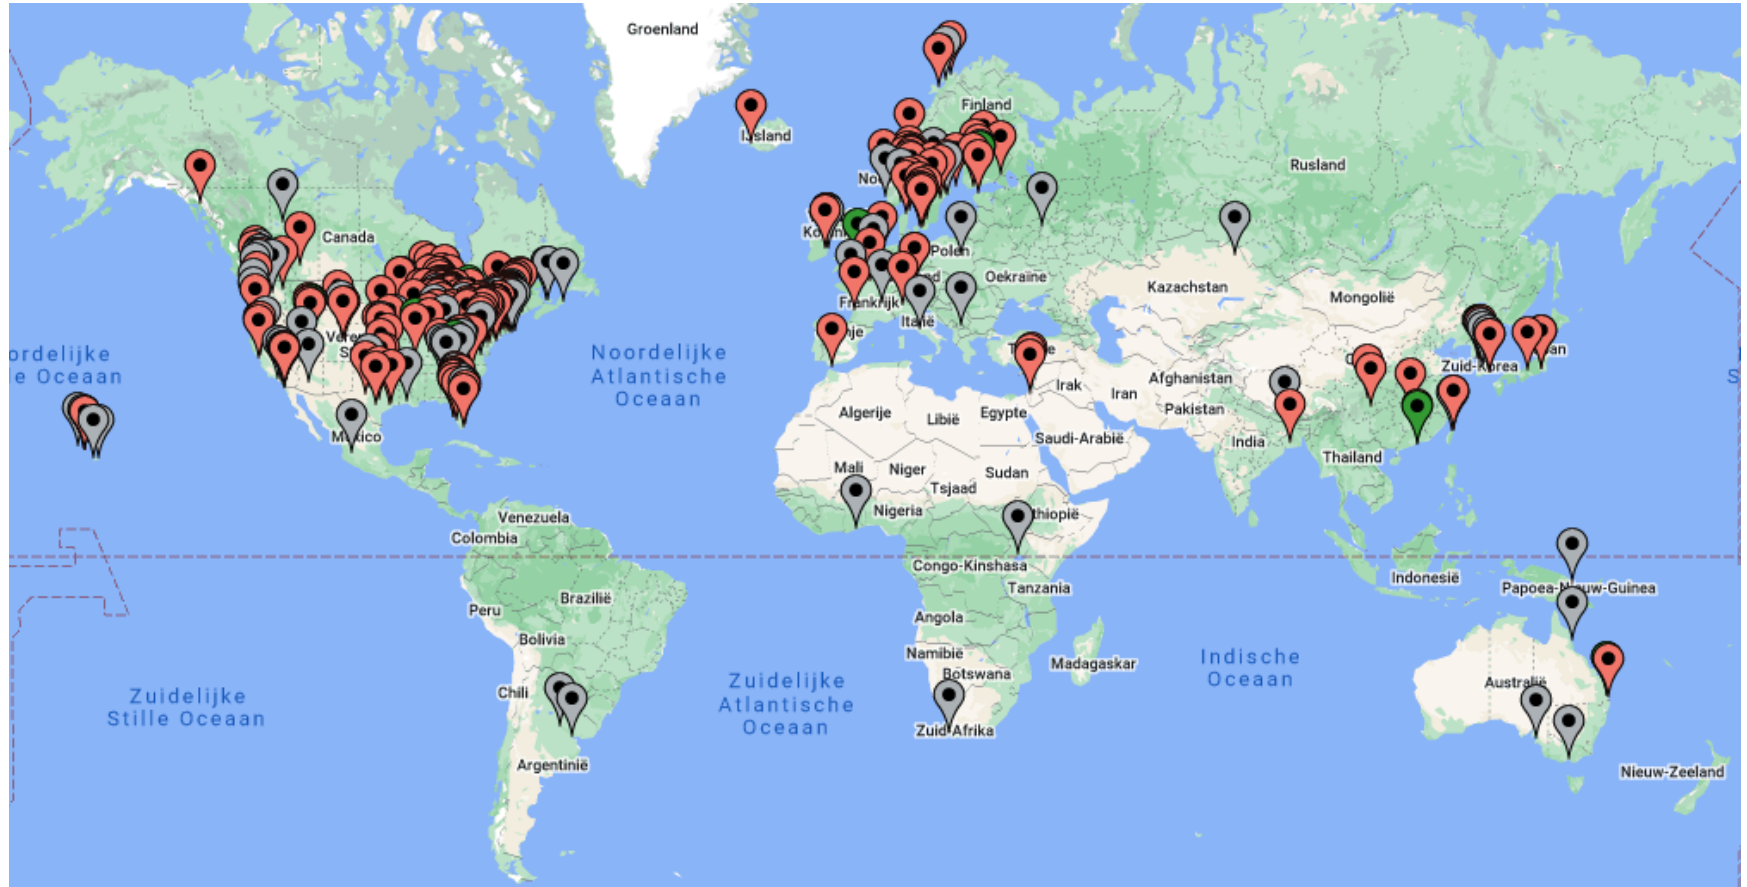 Groenland
Finland
IJsland
Rusland
Canada
Polen
Oekraïne
Kazachstan
Mongolië
Frankrijk
Italië
Noordelijke
Atlantische
Oceaan
Zuid-Korea
Afghanistan
Irak
Iran
Pakistan
Algerije
Libië
Egypte
Saudi-Arabië
India
Thailand
Mexico
Mali
Niger
Sudan
Tsjaad
Nigeria
Venezuela
Colombia
Congo-Kinshasa
Tanzania
Indonesië
Papoea-Nieuw-Guinea
Peru
Brazilië
Angola
Bolivia
Namibië
Botswana
Madagaskar
Indische
Oceaan
Chili
Zuidelijke
Stille Oceaan
Zuidelijke
Atlantische
Oceaan
Australië
Zuid-Afrika
Argentinië
Nieuw-Zeeland